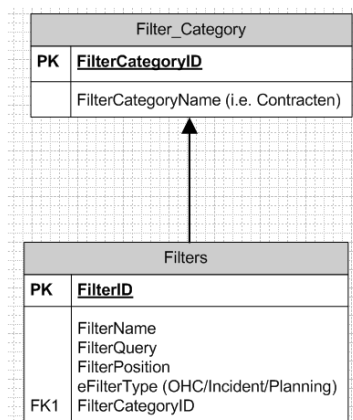 Filter_Category
PK FilterCategoryID
FilterCategoryName (i.e. Contracten)
Filters
PK FilterID
FilterName
FilterQuery
FilterPosition
eFilterType (OHC/Incident/Planning)
FK1 FilterCategoryID